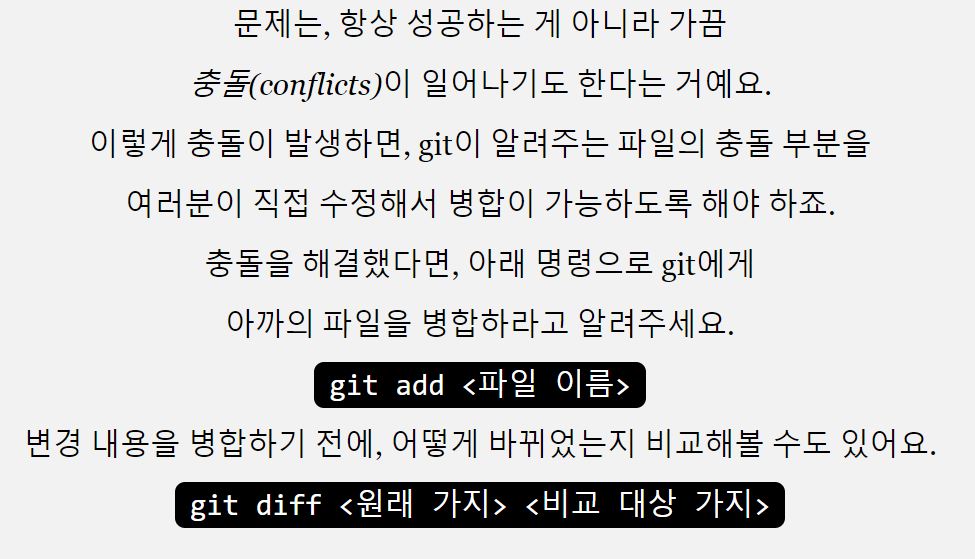 문제는, 항상 성공하는 게 아니라 가끔
충돌(conflicts)이 일어나기도 한다는 거예요.
이렇게 충돌이 발생하면, git이 알려주는 파일의 충돌 부분을
여러분이 직접 수정해서 병합이 가능하도록 해야 하죠.
충돌을 해결했다면, 아래 명령으로 git에게
아까의 파일을 병합하라고 알려주세요.
git add <파일 이름>
변경 내용을 병합하기 전에, 어떻게 바뀌었는지 비교해볼 수도 있어요.
git diff <원래 가지> <비교 대상 가지>